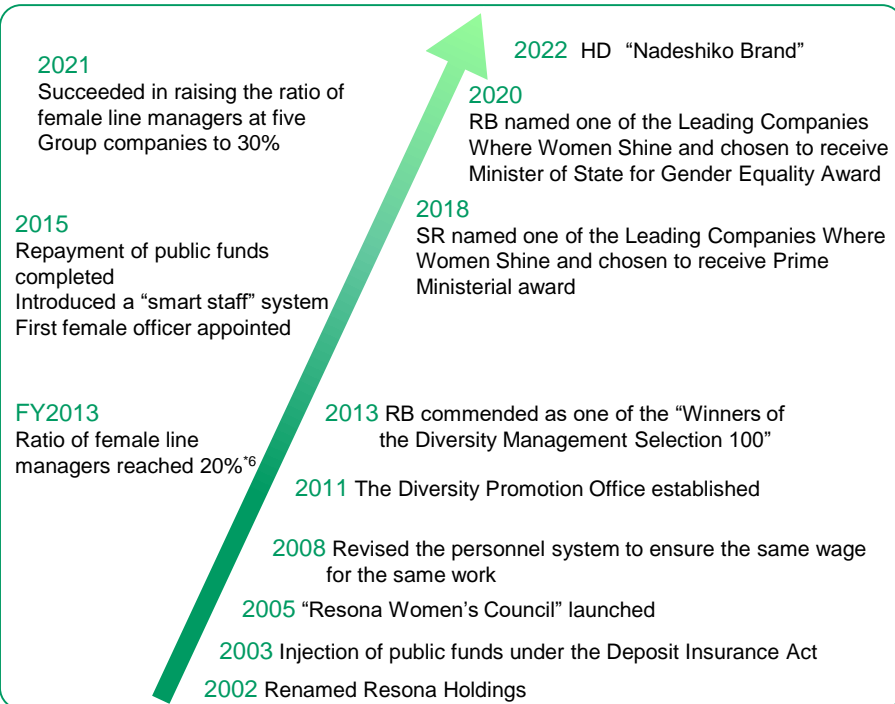 2021
Succeeded in raising the ratio of
female line managers at five
Group companies to 30%
2015
Repayment of public funds
completed
Introduced a “smart staff” system
First female officer appointed
FY2013
Ratio of female line
managers reached 20%*6
2022 HD “Nadeshiko Brand”
2020
RB named one of the Leading Companies
Where Women Shine and chosen to receive
Minister of State for Gender Equality Award
2018
SR named one of the Leading Companies Where
Women Shine and chosen to receive Prime
Ministerial award
2013 RB commended as one of the “Winners of
the Diversity Management Selection 100”
2011 The Diversity Promotion Office established
2008 Revised the personnel system to ensure the same wage
for the same work
2005 “Resona Women’s Council” launched
2003 Injection of public funds under the Deposit Insurance Act
2002 Renamed Resona Holdings